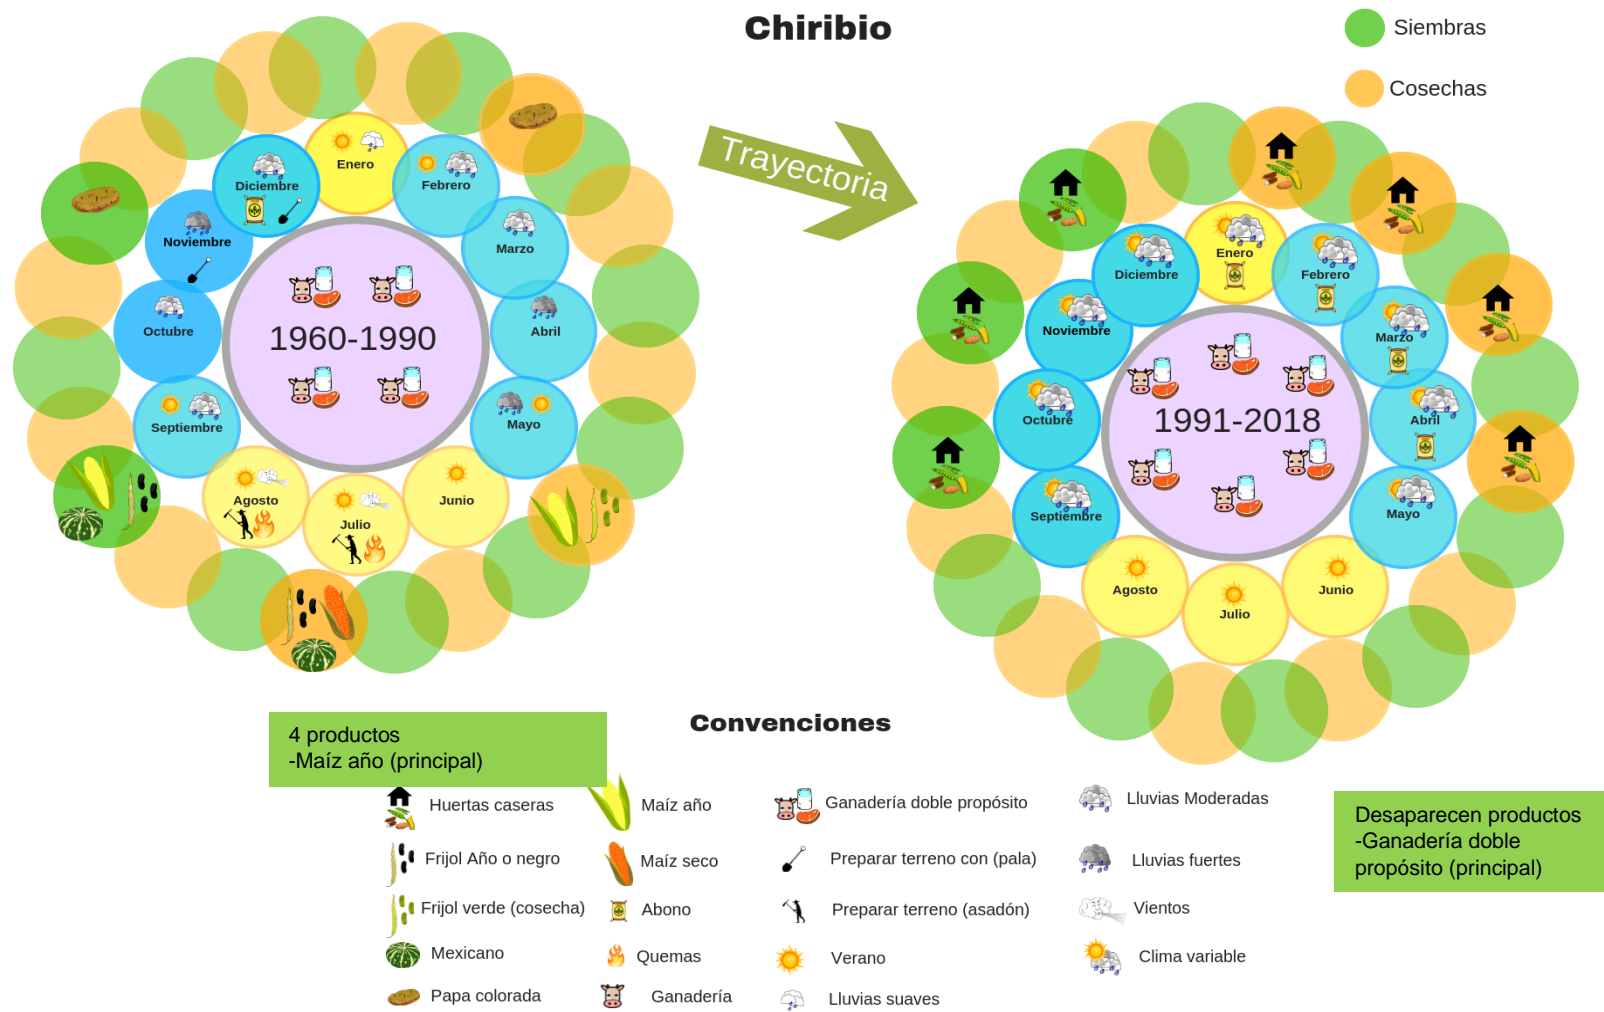 Chiribio
Siembras
Cosechas
Trayectoria
Enero
Febrero
Marzo
Abril
Mayo
Junio
Julio
Agosto
Septiembre
Octubre
Noviembre
Diciembre
1960-1990
Enero
Febrero
Marzo
Abril
Mayo
Junio
Julio
Agosto
Septiembre
Octubre
Noviembre
Diciembre
1991-2018
4 productos
-Maíz año (principal)
Convenciones
Huertas caseras
Frijol Año o negro
Frijol verde (cosecha)
Mexicano
Papa colorada
Maíz año
Maíz seco
Abono
Quemas
Ganadería
Ganadería doble propósito
Preparar terreno con (pala)
Preparar terreno (asadón)
Verano
Lluvias suaves
Lluvias Moderadas
Lluvias fuertes
Vientos
Clima variable
Desaparecen productos
-Ganadería doble
propósito (principal)